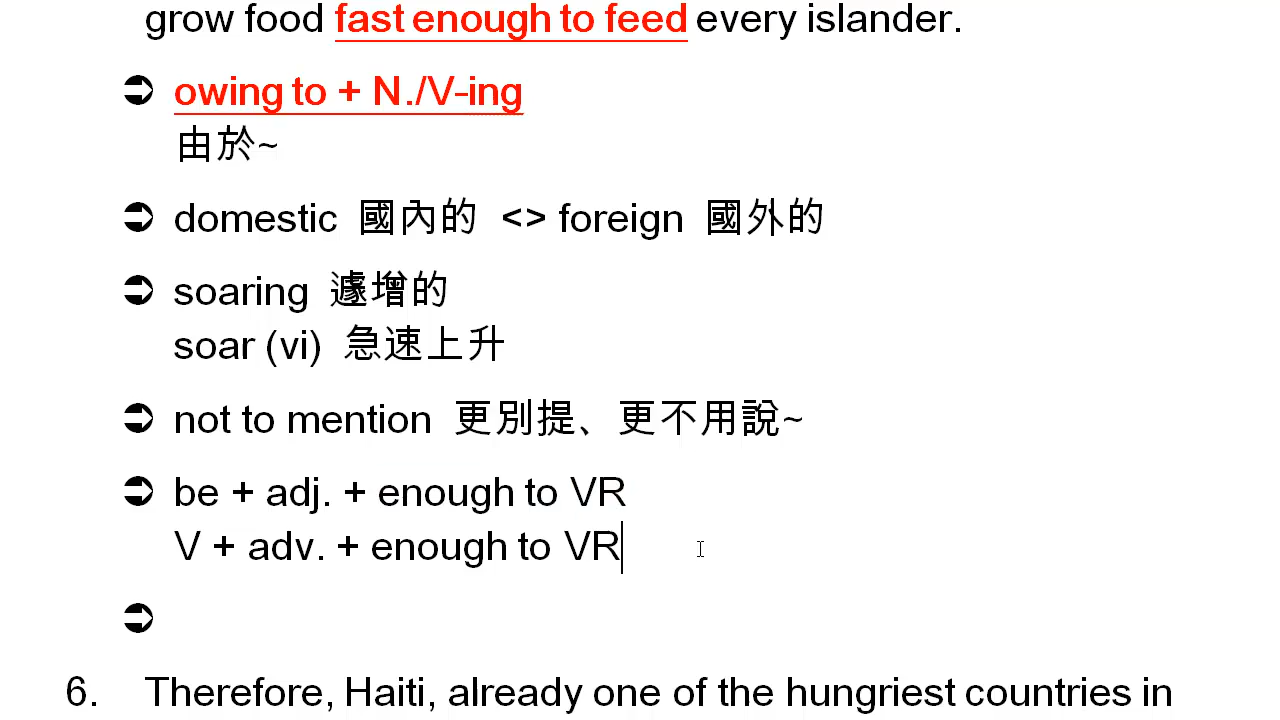 grow food fast enough to feed every islander.
➲ owing to + N./V-ing
由於~
➲ domestic 國內的 <> foreign 國外的
➲ soaring 遽增的
soar (vi) 急速上升
➲ not to mention 更別提、更不用說~
➲ be + adj. + enough to VR
V + adv. + enough to VR
➲
6. Therefore, Haiti, already one of the hungriest countries in